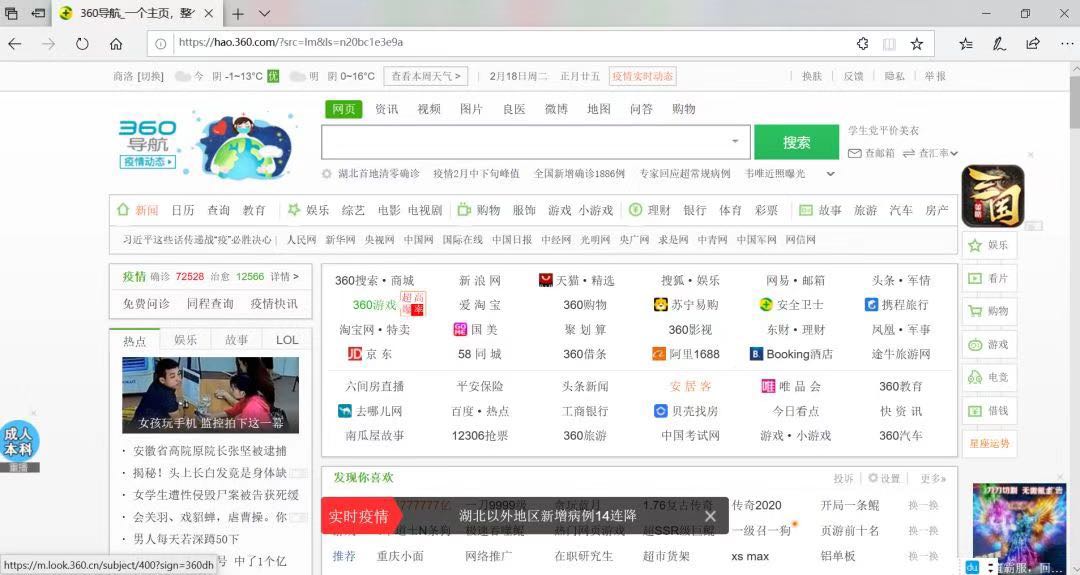 360导航_一个主页，整
https://hao.360.com/?src=lm&ls=n20bc1e3e9a
商洛 [切换] 今 阴 -1~13°C 优 明 阴 0~16°C 查看本周天气 > 2月18日周二 正月廿五 疫情实时动态 换肤 反馈 隐私 举报
网页 资讯 视频 图片 良医 微博 地图 问答 购物
360
导航
疫情动态
搜索
学生党平价美衣
查邮箱 查汇率
湖北首地清零确诊 疫情2月中下旬峰值 全国新增确诊1886例 专家回应超常规病例 韦唯近照曝光
三国
新闻 日历 查询 教育 娱乐 综艺 电影 电视剧 购物 服饰 游戏 小游戏 理财 银行 体育 彩票 故事 旅游 汽车 房产
习近平这些话传递战“疫”必胜决心 人民网 新华网 央视网 中国网 国际在线 中国日报 中经网 光明网 央广网 求是网 中青网 中国军网 网信网
疫情 确诊 72528 治愈 12566 详情 >
免费问诊 同程查询 疫情快讯
热点 娱乐 故事 LOL
女孩玩手机 监控拍下这一幕
· 安徽省高院原院长张坚被逮捕
· 揭秘！头上长白发竟是身体缺
· 女学生遭性侵毁尸案被告获死缓
· 会关羽、戏貂蝉，虐曹操。你
· 男人每天若深蹲50下
号 中了1个亿
360搜索 • 商城 新浪网 天猫 • 精选 搜狐 • 娱乐 网易 • 邮箱 头条 • 军情
360游戏 超高爆率 爱淘宝 360购物 苏宁易购 安全卫士 携程旅行
淘宝网 • 特卖 GOME 国美 聚划算 360影视 东财 • 理财 凤凰 • 军事
JD 京东 58同城 360借条 阿里1688 B. Booking酒店 途牛旅游网
六间房直播 平安保险 头条新闻 安居客 唯 唯品会 360教育
去哪儿网 百度 • 热点 工商银行 贝壳找房 今日看点 快资讯
南瓜屋故事 12306抢票 360旅游 中国考试网 游戏 • 小游戏 360汽车
发现你喜欢 投诉 设置 更多»
1.76复古传奇 传奇2020 开局一条鲲 换一换
超SSR级巨鲲 一级召一狗 页游前十名 换一换
推荐 重庆小面 网络推广 在职研究生 超市货架 xs max 铝单板 换一换
实时疫情 湖北以外地区新增病例14连降
娱乐
看片
购物
游戏
电竞
借钱
星座运势
成人
本科
du
https://m.look.360.cn/subject/400?sign=360dh